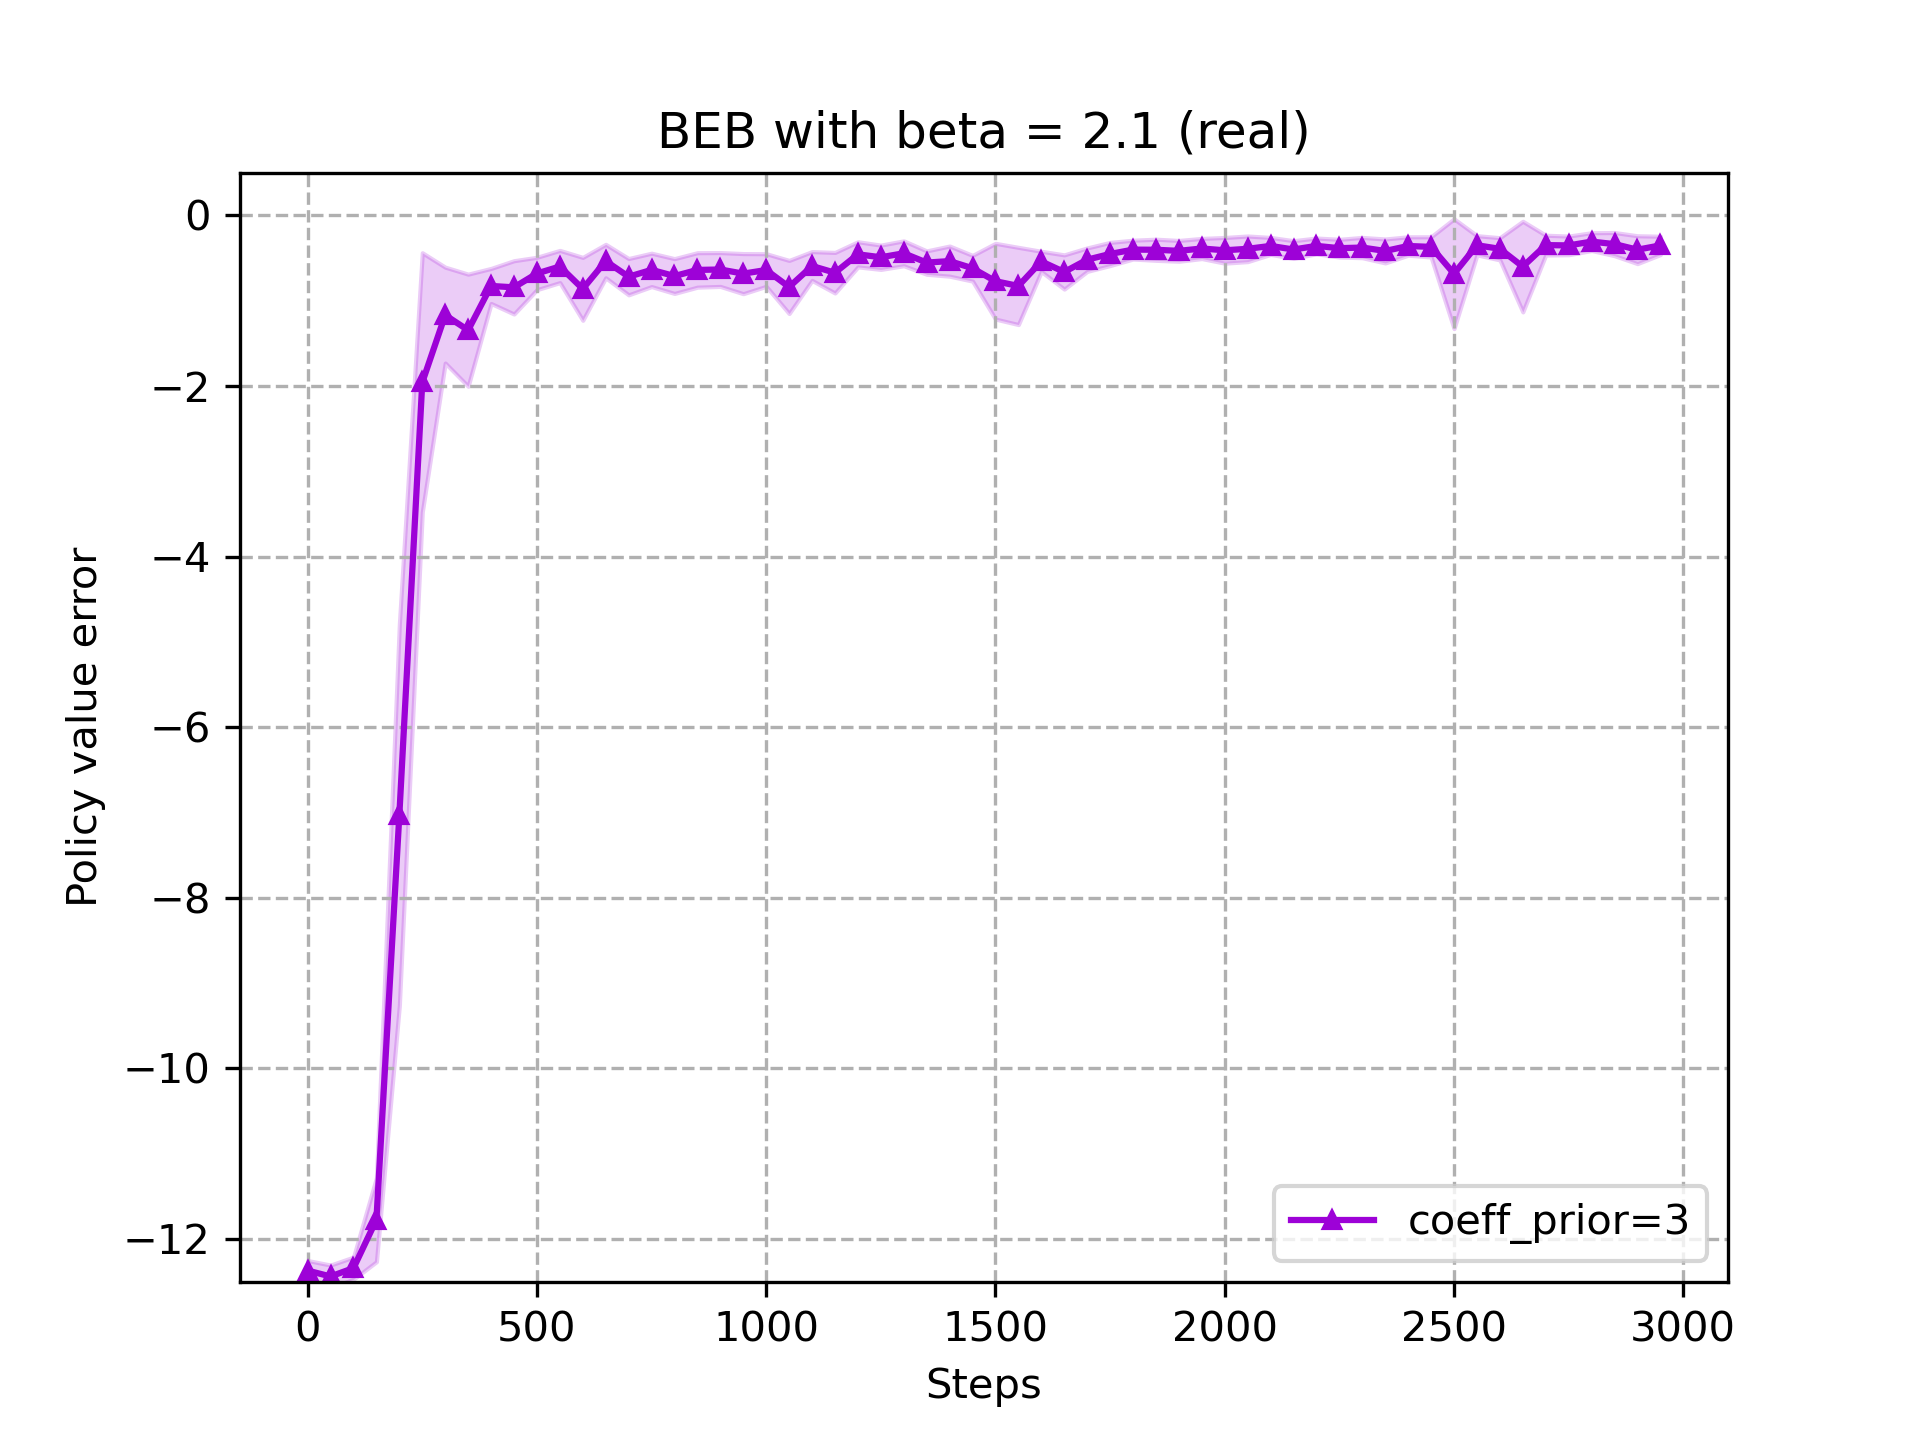 BEB with beta = 2.1 (real)
Policy value error
0
−2
−4
−6
−8
−10
−12
0 500 1000 1500 2000 2500 3000
Steps
coeff_prior=3